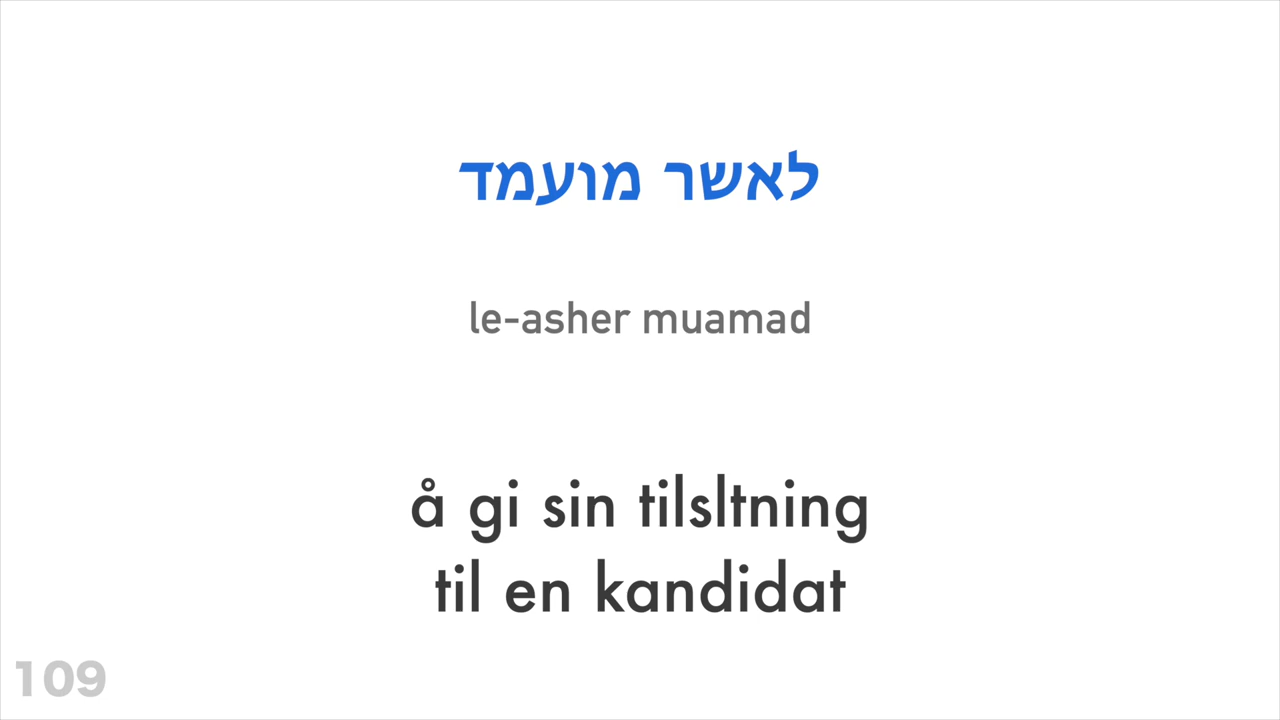 לאשר מועמד
le-asher muamad
å gi sin tilsltning
til en kandidat
109